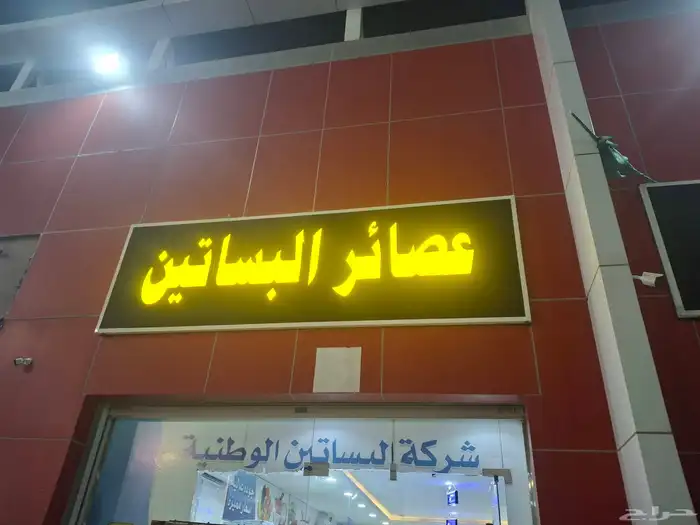 عصائر البساتين
شركة البساتين الوطنية
حراج